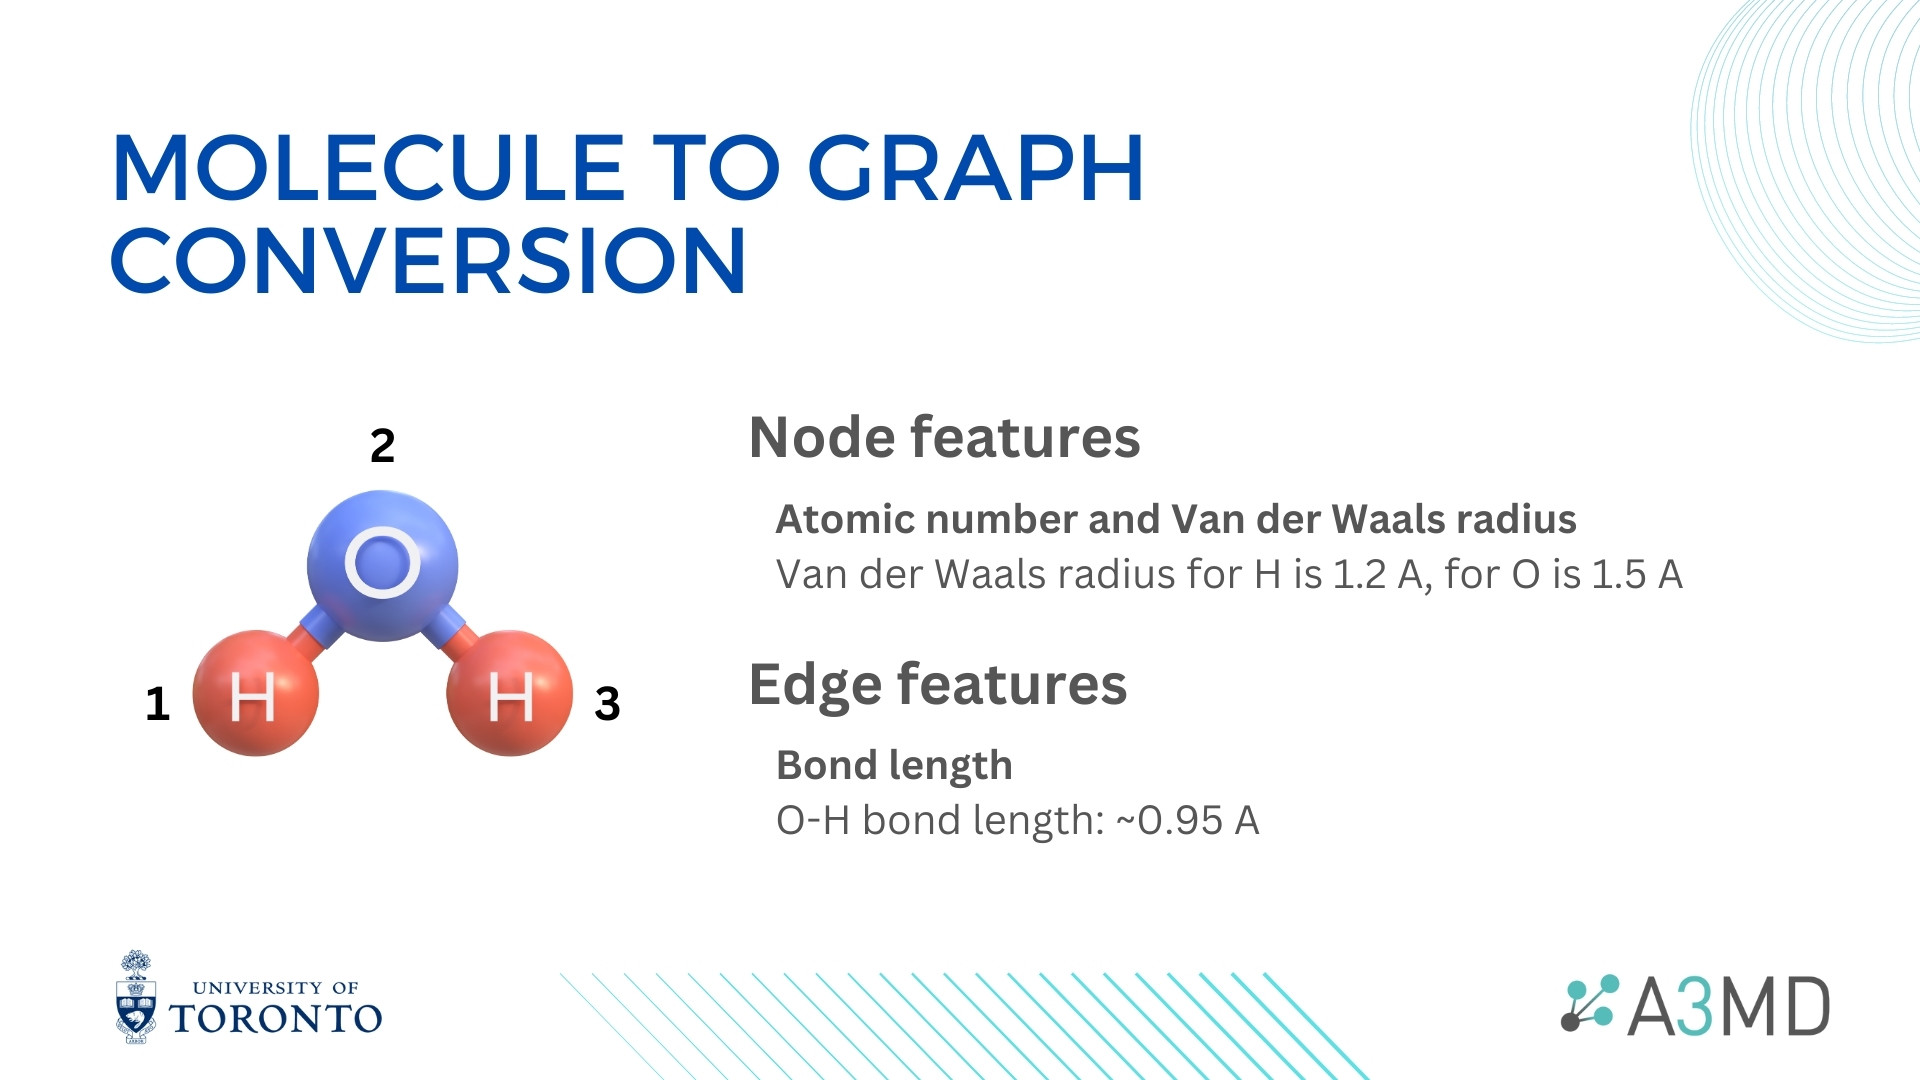 MOLECULE TO GRAPH
CONVERSION
2
O
H
H
1
3
Node features
Atomic number and Van der Waals radius
Van der Waals radius for H is 1.2 A, for O is 1.5 A
Edge features
Bond length
O-H bond length: ~0.95 A
UNIVERSITY OF
TORONTO
A3MD